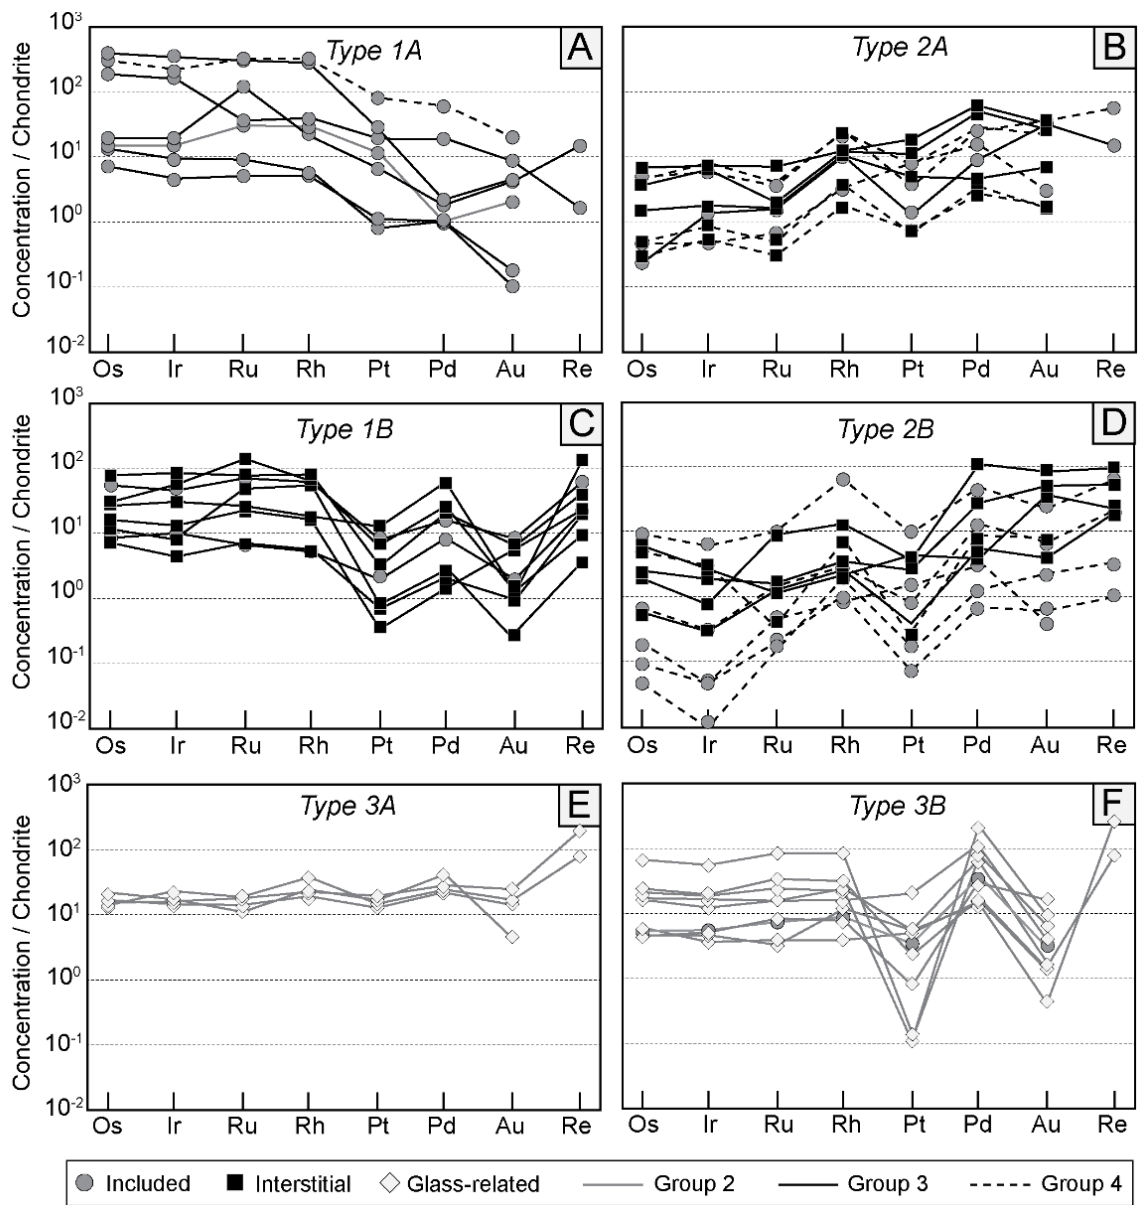 Type 1A
A
Type 2A
B
Concentration / Chondrite
10³
10²
10¹
10⁰
10⁻¹
10⁻²
Os Ir Ru Rh Pt Pd Au Re
Os Ir Ru Rh Pt Pd Au Re
Type 1B
C
Type 2B
D
Concentration / Chondrite
10³
10²
10¹
10⁰
10⁻¹
10⁻²
Os Ir Ru Rh Pt Pd Au Re
Os Ir Ru Rh Pt Pd Au Re
Type 3A
E
Type 3B
F
Concentration / Chondrite
10³
10²
10¹
10⁰
10⁻¹
10⁻²
Os Ir Ru Rh Pt Pd Au Re
Os Ir Ru Rh Pt Pd Au Re
Included Interstitial Glass-related Group 2 Group 3 Group 4